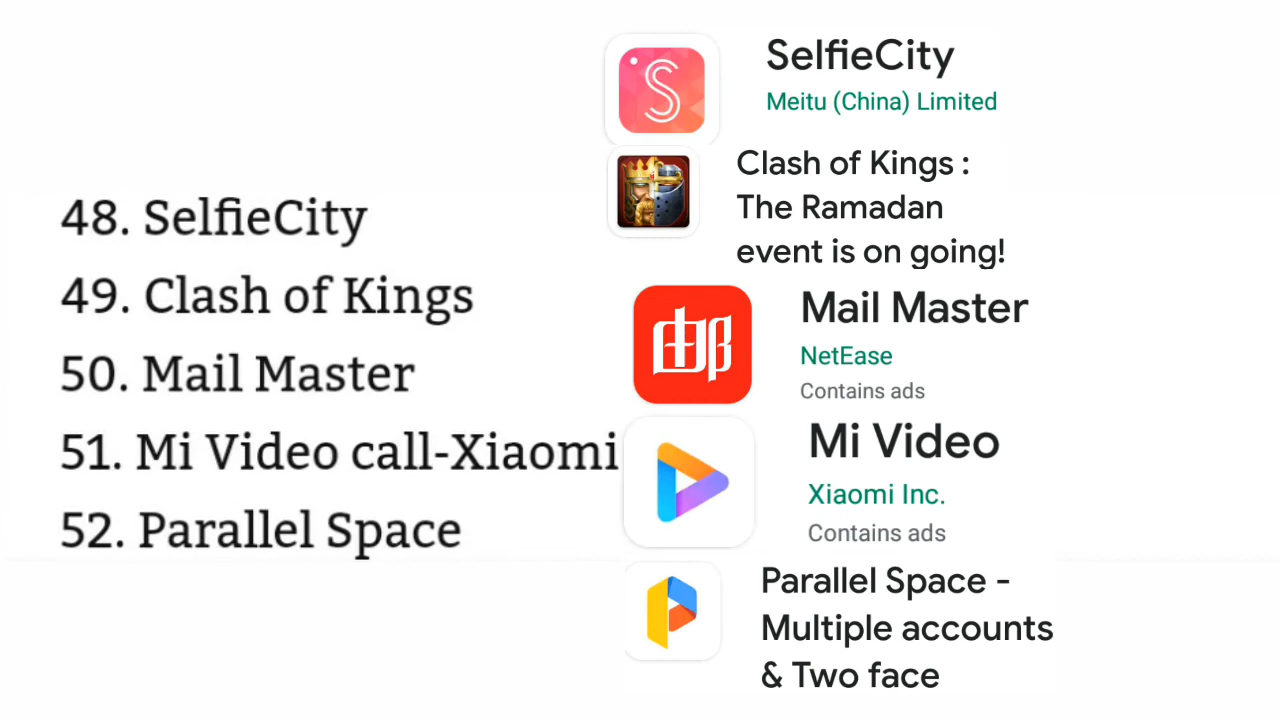 48. SelfieCity
49. Clash of Kings
50. Mail Master
51. Mi Video call-Xiaomi
52. Parallel Space
SelfieCity
Meitu (China) Limited
Clash of Kings :
The Ramadan
event is on going!
Mail Master
NetEase
Contains ads
Mi Video
Xiaomi Inc.
Contains ads
Parallel Space -
Multiple accounts
& Two face